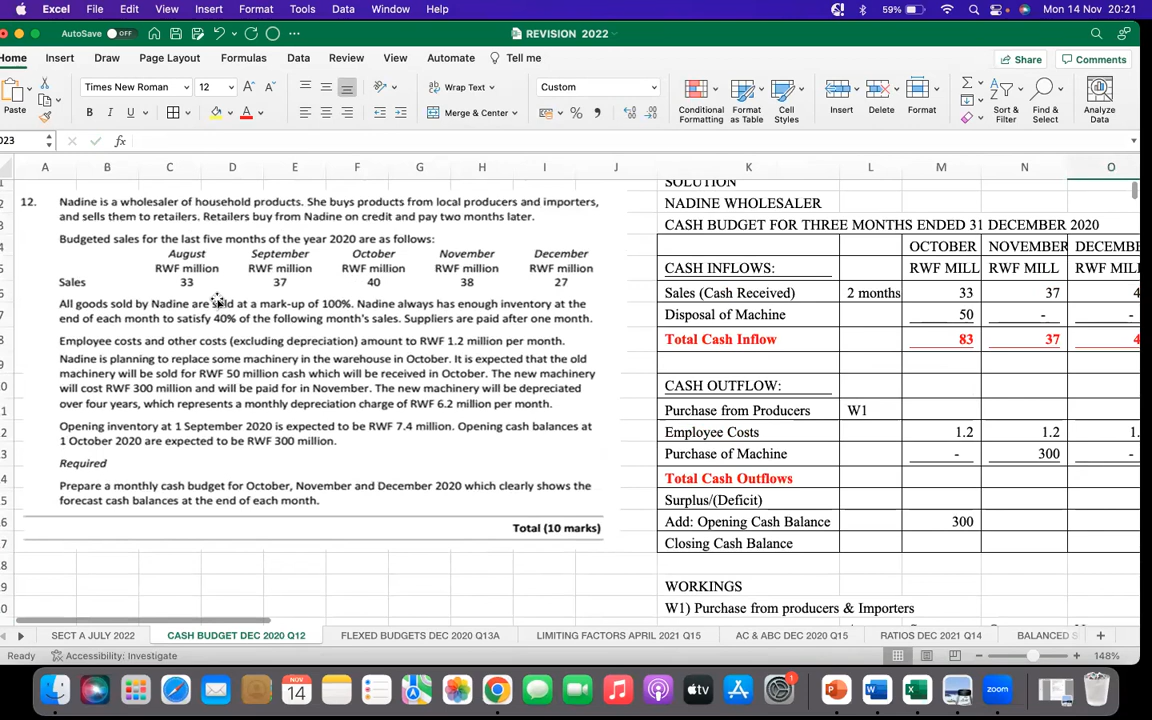 Excel File Edit View Insert Format Tools Data Window Help 59% Mon 14 Nov 20:21
AutoSave OFF REVISION 2022
Home Insert Draw Page Layout Formulas Data Review View Automate Tell me Share Comments
Paste Times New Roman 12 B I U A Wrap Text Merge & Center Custom % Conditional Formatting Format as Table Cell Styles Insert Delete Format Sort & Filter Find & Select Analyze Data
023 fx
A B C D E F G H I J K L M N O
12. Nadine is a wholesaler of household products. She buys products from local producers and importers,
and sells them to retailers. Retailers buy from Nadine on credit and pay two months later.
Budgeted sales for the last five months of the year 2020 are as follows:
August September October November December
RWF million RWF million RWF million RWF million RWF million
Sales 33 37 40 38 27
All goods sold by Nadine are sold at a mark-up of 100%. Nadine always has enough inventory at the
end of each month to satisfy 40% of the following month's sales. Suppliers are paid after one month.
Employee costs and other costs (excluding depreciation) amount to RWF 1.2 million per month.
Nadine is planning to replace some machinery in the warehouse in October. It is expected that the old
machinery will be sold for RWF 50 million cash which will be received in October. The new machinery
will cost RWF 300 million and will be paid for in November. The new machinery will be depreciated
over four years, which represents a monthly depreciation charge of RWF 6.2 million per month.
Opening inventory at 1 September 2020 is expected to be RWF 7.4 million. Opening cash balances at
1 October 2020 are expected to be RWF 300 million.
Required
Prepare a monthly cash budget for October, November and December 2020 which clearly shows the
forecast cash balances at the end of each month.
Total (10 marks)
SOLUTION
NADINE WHOLESALER
CASH BUDGET FOR THREE MONTHS ENDED 31 DECEMBER 2020
OCTOBER NOVEMBER DECEMB
CASH INFLOWS: RWF MILL RWF MILL RWF MIL
Sales (Cash Received) 2 months 33 37 4
Disposal of Machine 50 - -
Total Cash Inflow 83 37 4
CASH OUTFLOW:
Purchase from Producers W1
Employee Costs 1.2 1.2 1.
Purchase of Machine - 300 -
Total Cash Outflows
Surplus/(Deficit)
Add: Opening Cash Balance 300
Closing Cash Balance
WORKINGS
W1) Purchase from producers & Importers
SECT A JULY 2022 CASH BUDGET DEC 2020 Q12 FLEXED BUDGETS DEC 2020 Q13A LIMITING FACTORS APRIL 2021 Q15 AC & ABC DEC 2020 Q15 RATIOS DEC 2021 Q14 BALANCED S
Ready Accessibility: Investigate 148%
NOV 14 tv 1 W X zoom